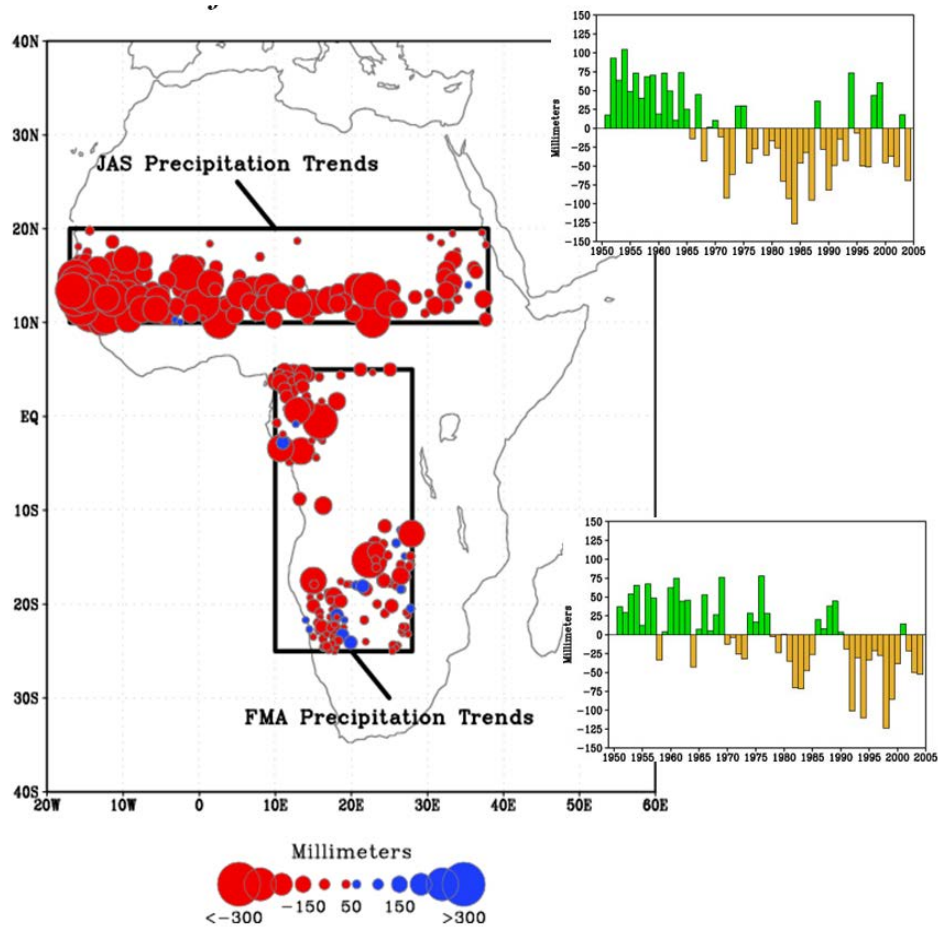 40N
30N
20N
10N
EQ
10S
20S
30S
40S
20W 10W 0 10E 20E 30E 40E 50E 60E
JAS Precipitation Trends
FMA Precipitation Trends
Millimeters
<-300 -150 50 150 >300
150
125
100
75
50
25
0
-25
-50
-75
-100
-125
-150
Millimeters
1950 1955 1960 1965 1970 1975 1980 1985 1990 1995 2000 2005
150
125
100
75
50
25
0
-25
-50
-75
-100
-125
-150
Millimeters
1950 1955 1960 1965 1970 1975 1980 1985 1990 1995 2000 2005